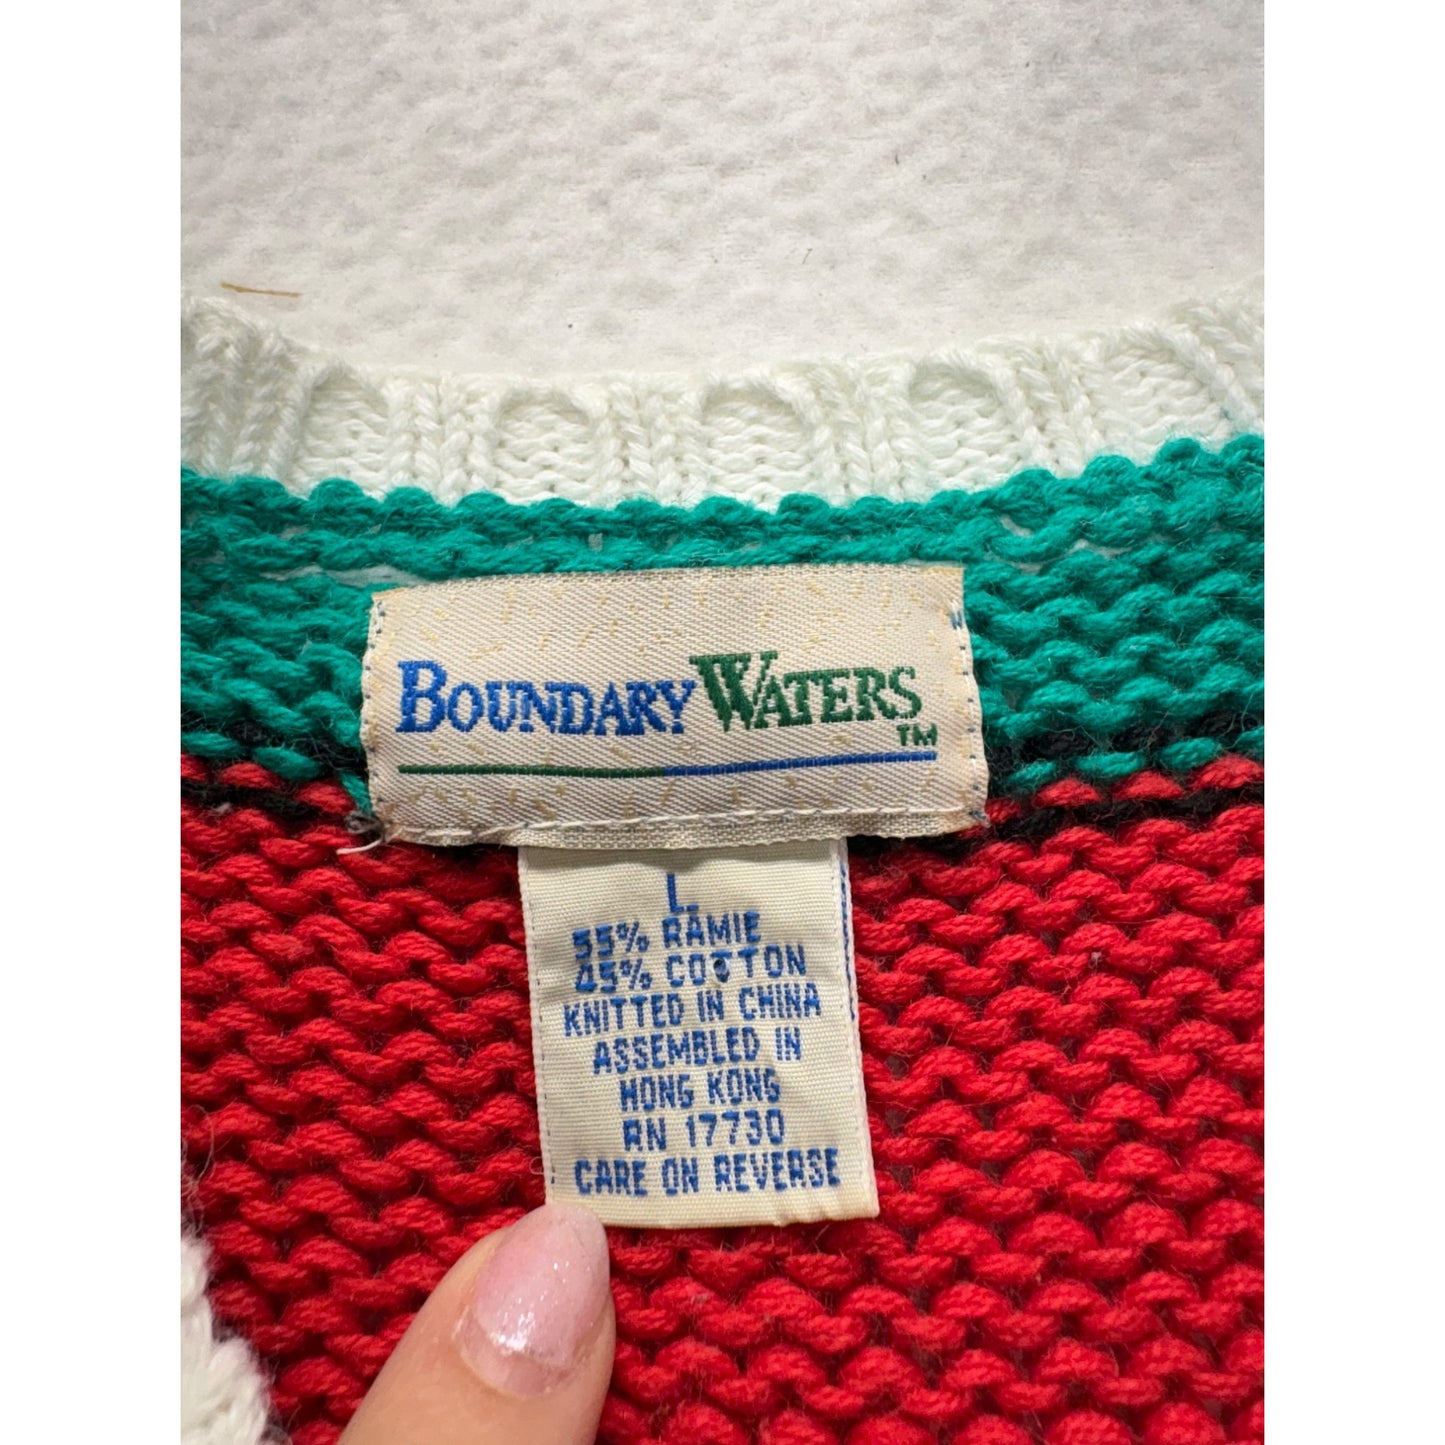 BOUNDARY WATERS
TM
L
55% RAMIE
45% COTTON
KNITTED IN CHINA
ASSEMBLED IN
HONG KONG
RN 17730
CARE ON REVERSE